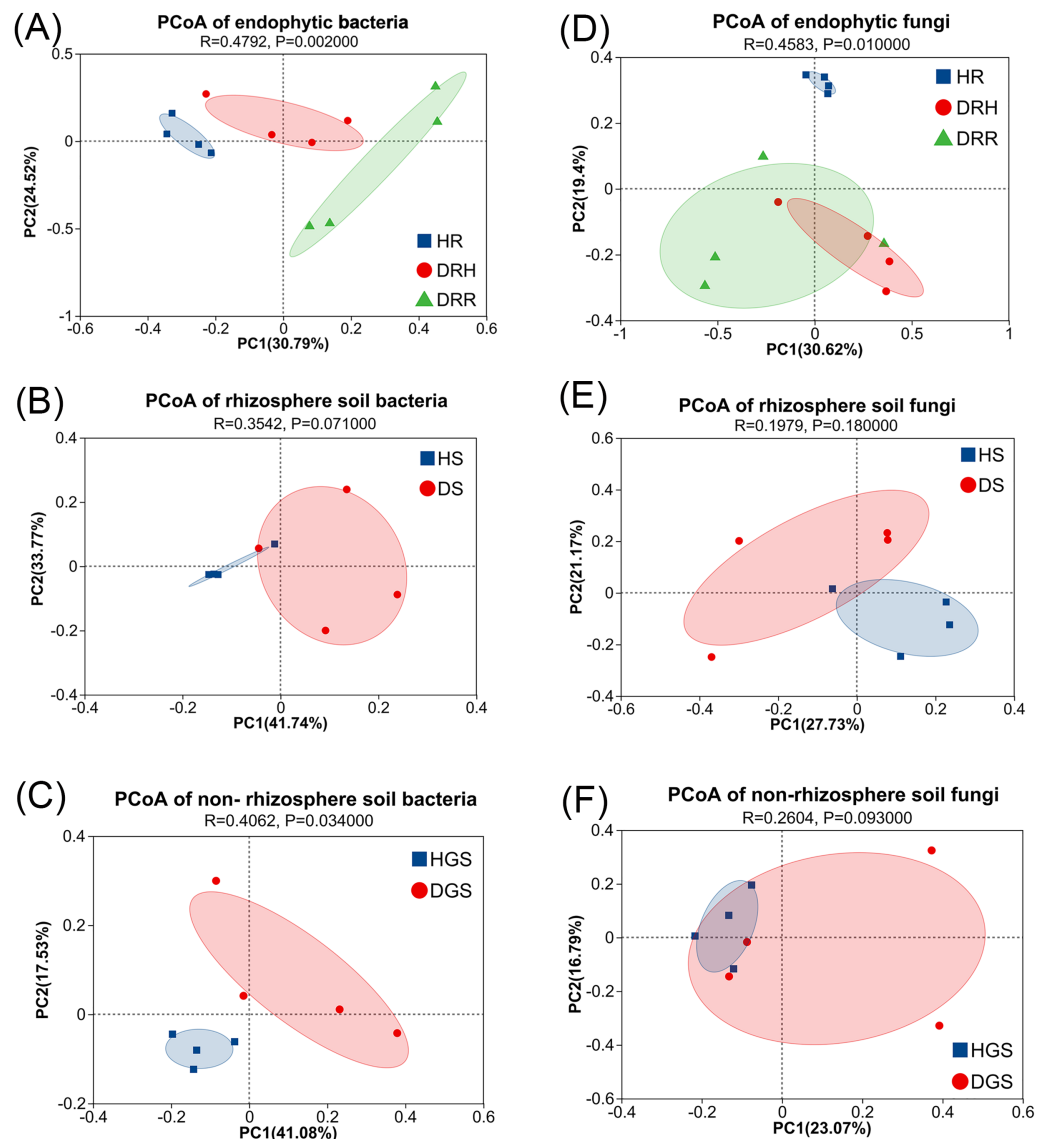 (A)
PCoA of endophytic bacteria
R=0.4792, P=0.002000
0.5
0
-0.5
-1
PC2(24.52%)
HR
DRH
DRR
-0.6
-0.4
-0.2
0
0.2
0.4
0.6
PC1(30.79%)
(D)
PCoA of endophytic fungi
R=0.4583, P=0.010000
0.4
0.2
0
-0.2
-0.4
PC2(19.4%)
HR
DRH
DRR
-1
-0.5
0
0.5
1
PC1(30.62%)
(B)
PCoA of rhizosphere soil bacteria
R=0.3542, P=0.071000
0.4
0.2
0
-0.2
-0.4
PC2(33.77%)
HS
DS
-0.4
-0.2
0
0.2
0.4
PC1(41.74%)
(E)
PCoA of rhizosphere soil fungi
R=0.1979, P=0.180000
0.6
0.4
0.2
0
-0.2
-0.4
PC2(21.17%)
HS
DS
-0.6
-0.4
-0.2
0
0.2
0.4
PC1(27.73%)
(C)
PCoA of non- rhizosphere soil bacteria
R=0.4062, P=0.034000
0.4
0.2
0
-0.2
PC2(17.53%)
HGS
DGS
-0.4
-0.2
0
0.2
0.4
0.6
PC1(41.08%)
(F)
PCoA of non-rhizosphere soil fungi
R=0.2604, P=0.093000
0.4
0.2
0
-0.2
-0.4
-0.6
PC2(16.79%)
HGS
DGS
-0.6
-0.4
-0.2
0
0.2
0.4
0.6
PC1(23.07%)